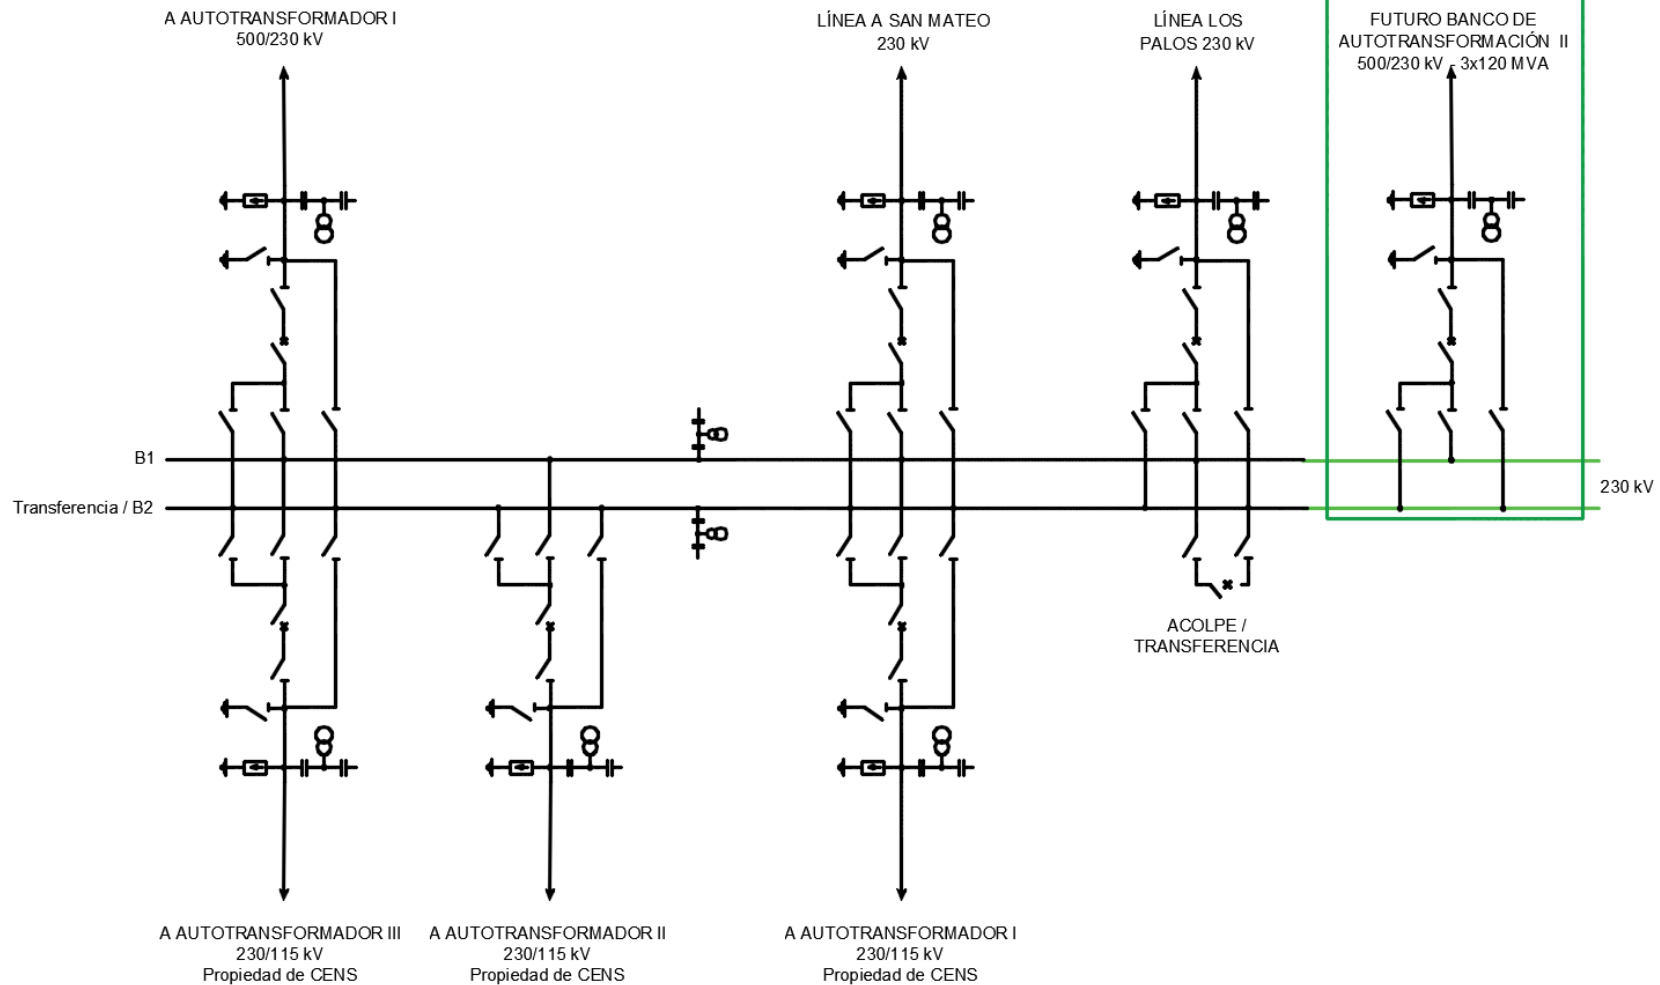 A AUTOTRANSFORMADOR I
500/230 kV
LÍNEA A SAN MATEO
230 kV
LÍNEA LOS
PALOS 230 kV
FUTURO BANCO DE
AUTOTRANSFORMACIÓN II
500/230 kV - 3x120 MVA
B1
Transferencia / B2
230 kV
ACOLPE /
TRANSFERENCIA
A AUTOTRANSFORMADOR III
230/115 kV
Propiedad de CENS
A AUTOTRANSFORMADOR II
230/115 kV
Propiedad de CENS
A AUTOTRANSFORMADOR I
230/115 kV
Propiedad de CENS